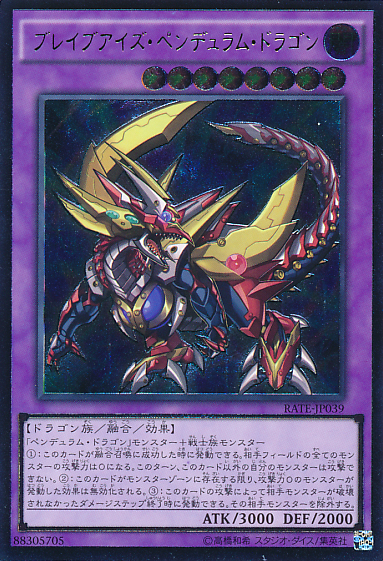 ブレイブアイズ・ペンデュラム・ドラゴン
RATE-JP039
【ドラゴン族／融合／効果】
「ペンデュラム・ドラゴン」モンスター＋戦士族モンスター
①：このカードが融合召喚に成功した時に発動できる。相手フィールドの全てのモ
ンスターの攻撃力は０になる。このターン、このカード以外の自分のモンスターは攻撃で
きない。②：このカードがモンスターゾーンに存在する限り、攻撃力０のモンスターが
発動した効果は無効化される。③：このカードの攻撃によって相手モンスターが破壊
されなかったダメージステップ終了時に発動できる。その相手モンスターを除外する。
ATK/3000 DEF/2000
88305705
©高橋和希 スタジオ・ダイス/集英社